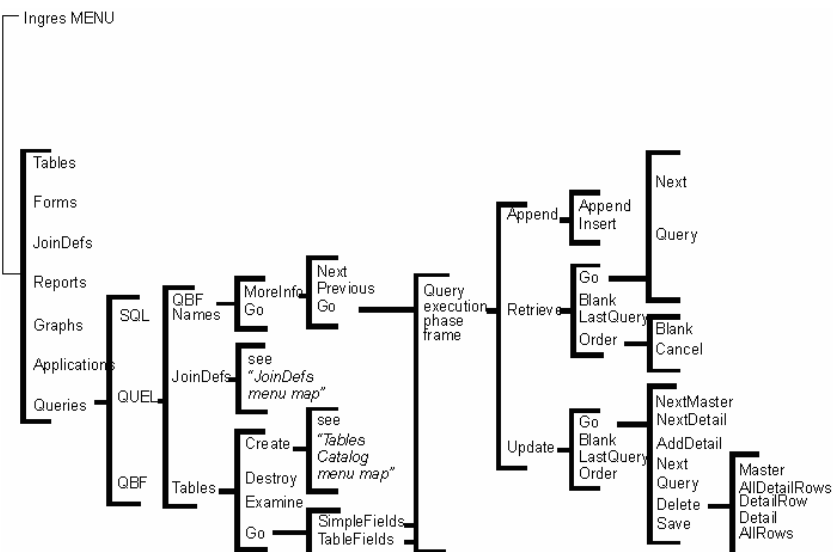 Ingres MENU
Tables
Forms
JoinDefs
Reports
Graphs
Applications
Queries
SQL
QUEL
QBF
QBF
Names
JoinDefs
Tables
MoreInfo
Go
see
"JoinDefs
menu map"
Create
Destroy
Examine
Go
Next
Previous
Go
see
"Tables
Catalog
menu map"
SimpleFields
TableFields
Query
execution
phase
frame
Append
Retrieve
Update
Append
Insert
Go
Blank
LastQuery
Order
Go
Blank
LastQuery
Order
Next
Query
Blank
Cancel
NextMaster
NextDetail
AddDetail
Next
Query
Delete
Save
Master
AllDetailRows
DetailRow
Detail
AllRows